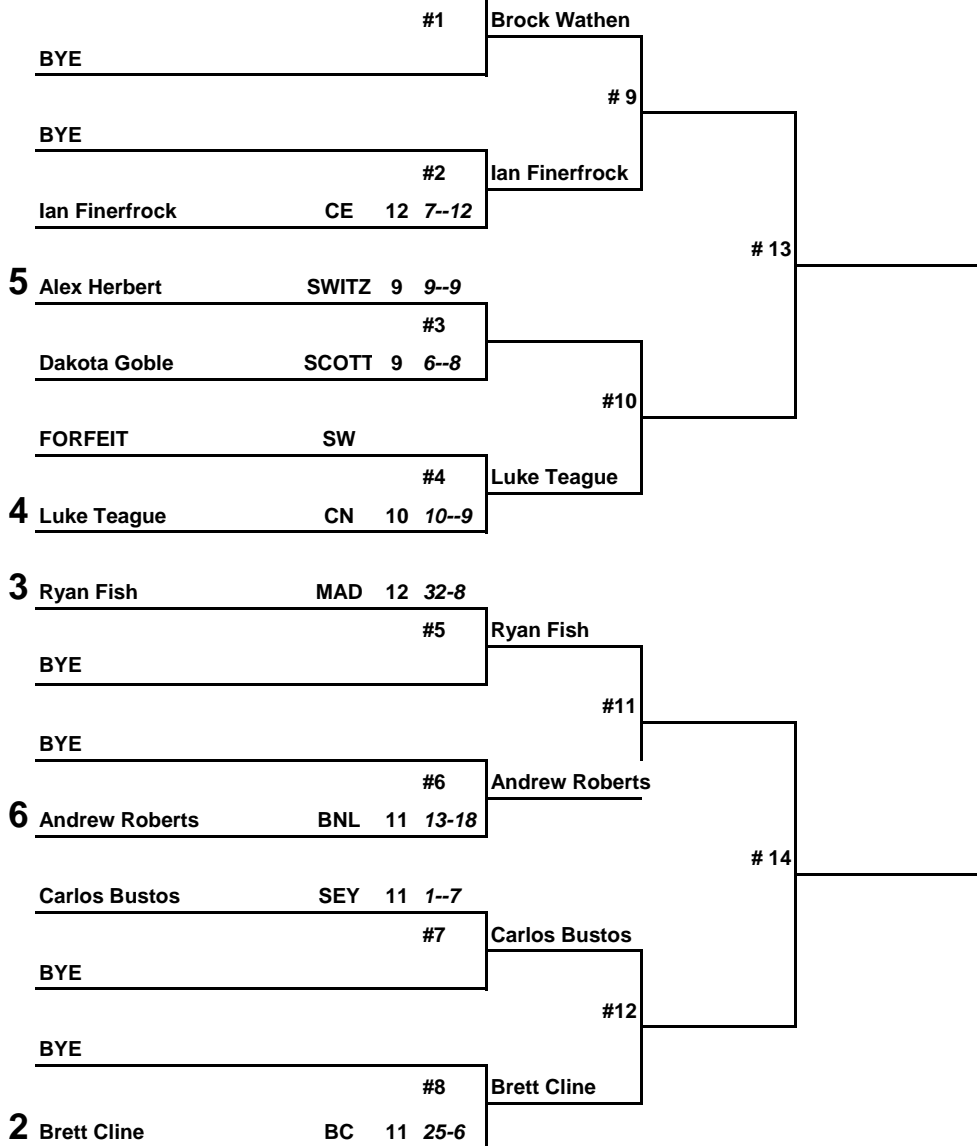 #1 Brock Wathen
BYE
# 9
BYE
#2 Ian Finerfrock
Ian Finerfrock CE 12 7--12
# 13
5 Alex Herbert SWITZ 9 9--9
#3
Dakota Goble SCOTT 9 6--8
#10
FORFEIT SW
#4 Luke Teague
4 Luke Teague CN 10 10--9
3 Ryan Fish MAD 12 32-8
#5 Ryan Fish
BYE
#11
BYE
#6 Andrew Roberts
6 Andrew Roberts BNL 11 13-18
# 14
Carlos Bustos SEY 11 1--7
#7 Carlos Bustos
BYE
#12
BYE
#8 Brett Cline
2 Brett Cline BC 11 25-6